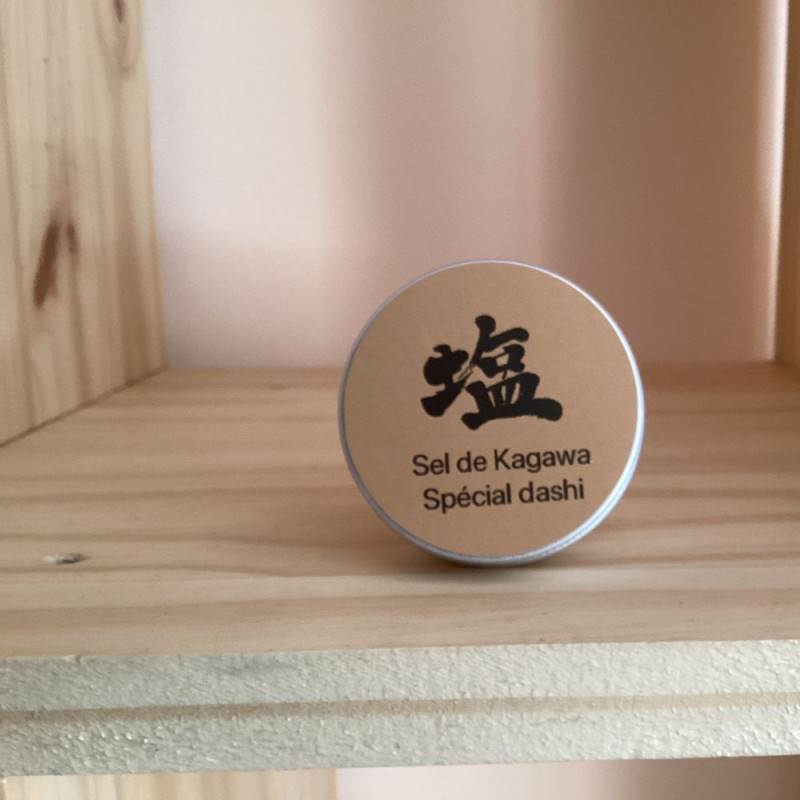 塩
Sel de Kagawa
Spécial dashi